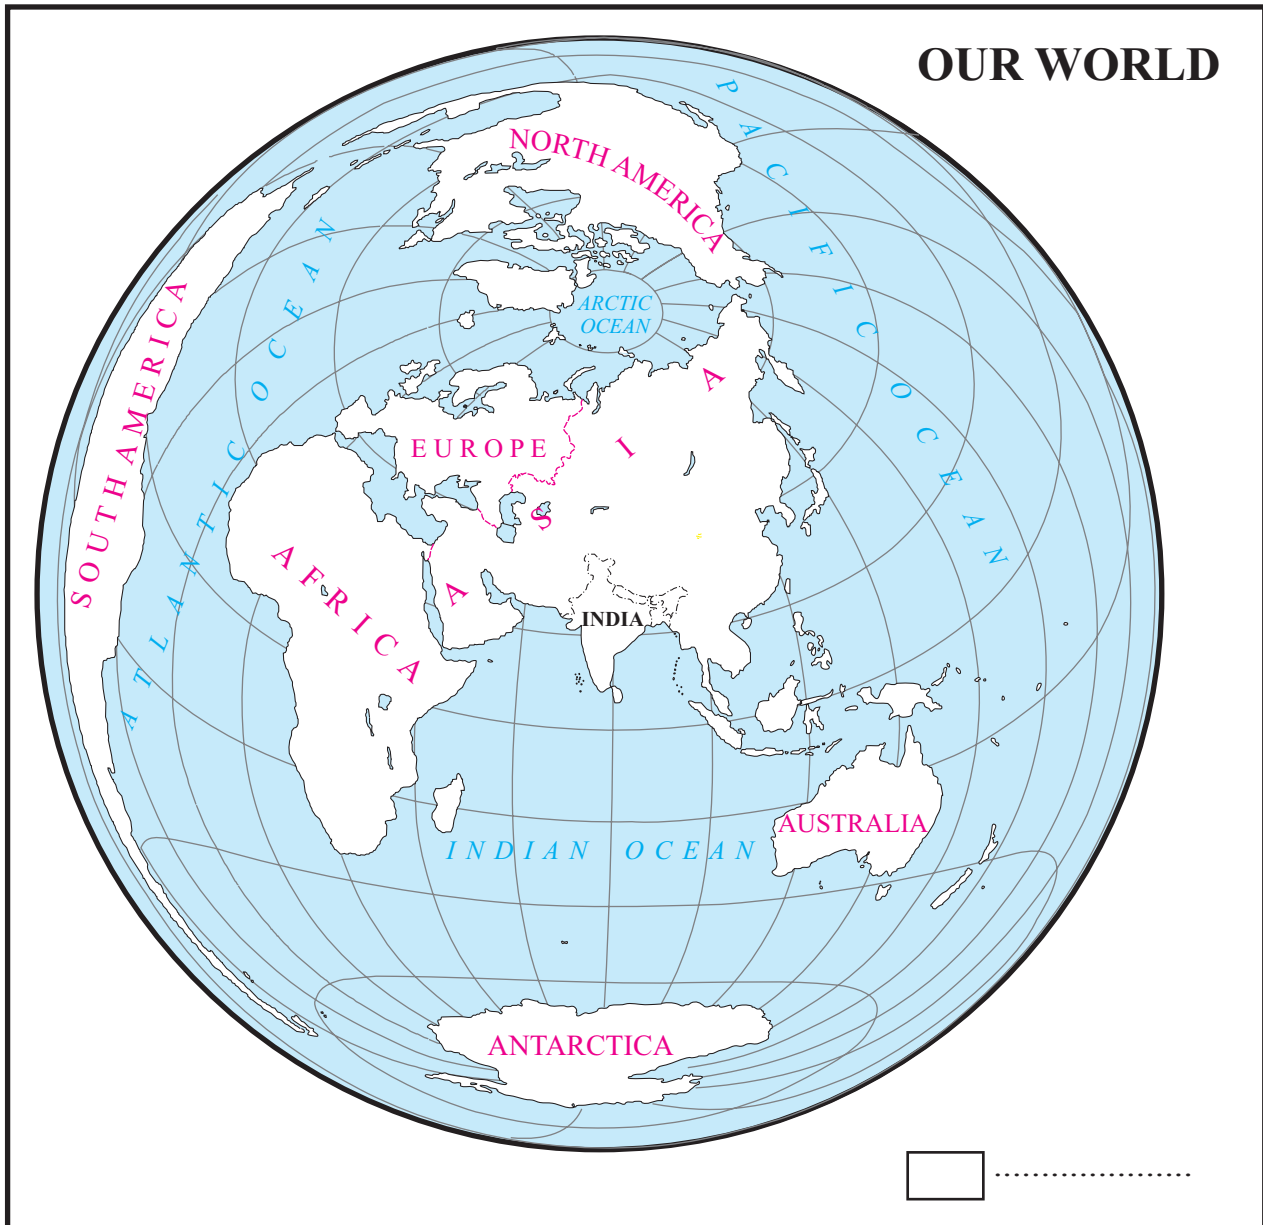 OUR WORLD
PACIFIC OCEAN
NORTH AMERICA
ATLANTIC OCEAN
SOUTH AMERICA
ARCTIC
OCEAN
EUROPE
ASIA
AFRICA
INDIA
AUSTRALIA
INDIAN OCEAN
ANTARCTICA